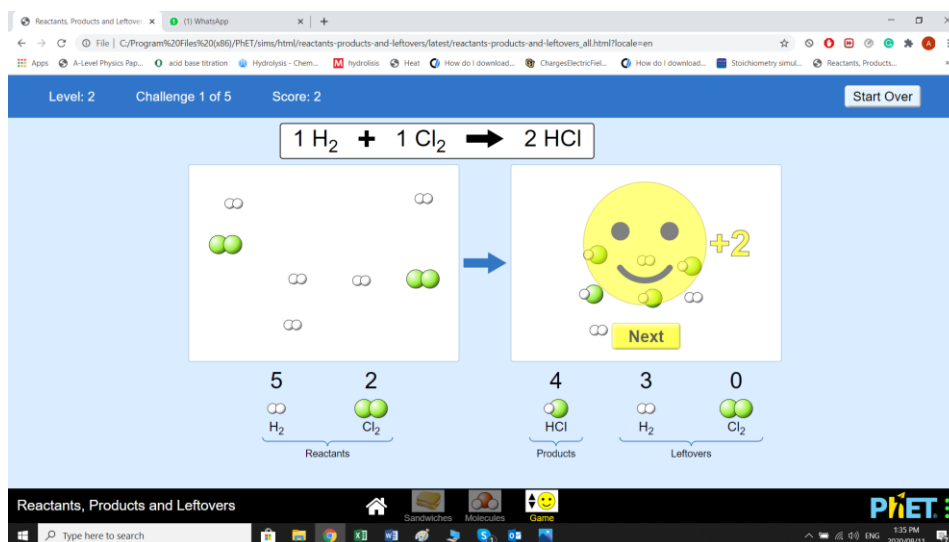 Reactants, Products and Leftover
(1) WhatsApp
File | C:/Program%20Files%20(x86)/PhET/sims/html/reactants-products-and-leftovers/latest/reactants-products-and-leftovers_all.html?locale=en
Apps A-Level Physics Pap... acid base titration Hydrolysis - Chem... hydrolisis Heat How do I download... ChargesElectricFiel... How do I download... Stoichiometry simul... Reactants, Products...
Level: 2 Challenge 1 of 5 Score: 2 Start Over
1 H₂ + 1 Cl₂ → 2 HCl
+2
Next
5 2 4 3 0
H₂ Cl₂ HCl H₂ Cl₂
Reactants Products Leftovers
Reactants, Products and Leftovers
Sandwiches Molecules Game
PhET
Type here to search
ENG
1:35 PM